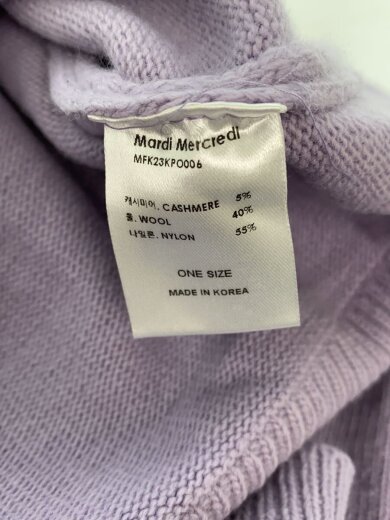 Mardi Mercredi
MFK23KPO006
캐시미어. CASHMERE 5%
울. WOOL 40%
나일론. NYLON 55%
ONE SIZE
MADE IN KOREA